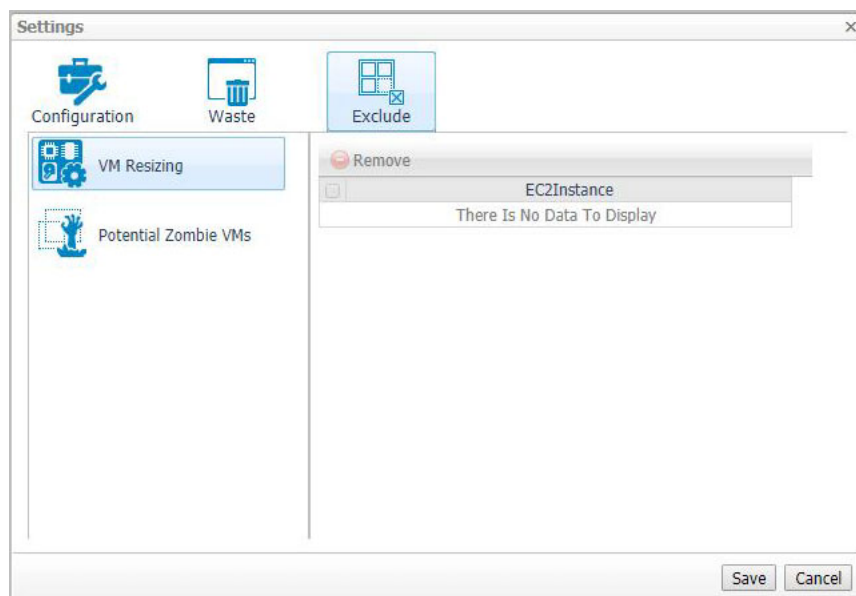 Settings
Configuration
Waste
Exclude
VM Resizing
Potential Zombie VMs
Remove
EC2Instance
There Is No Data To Display
Save
Cancel